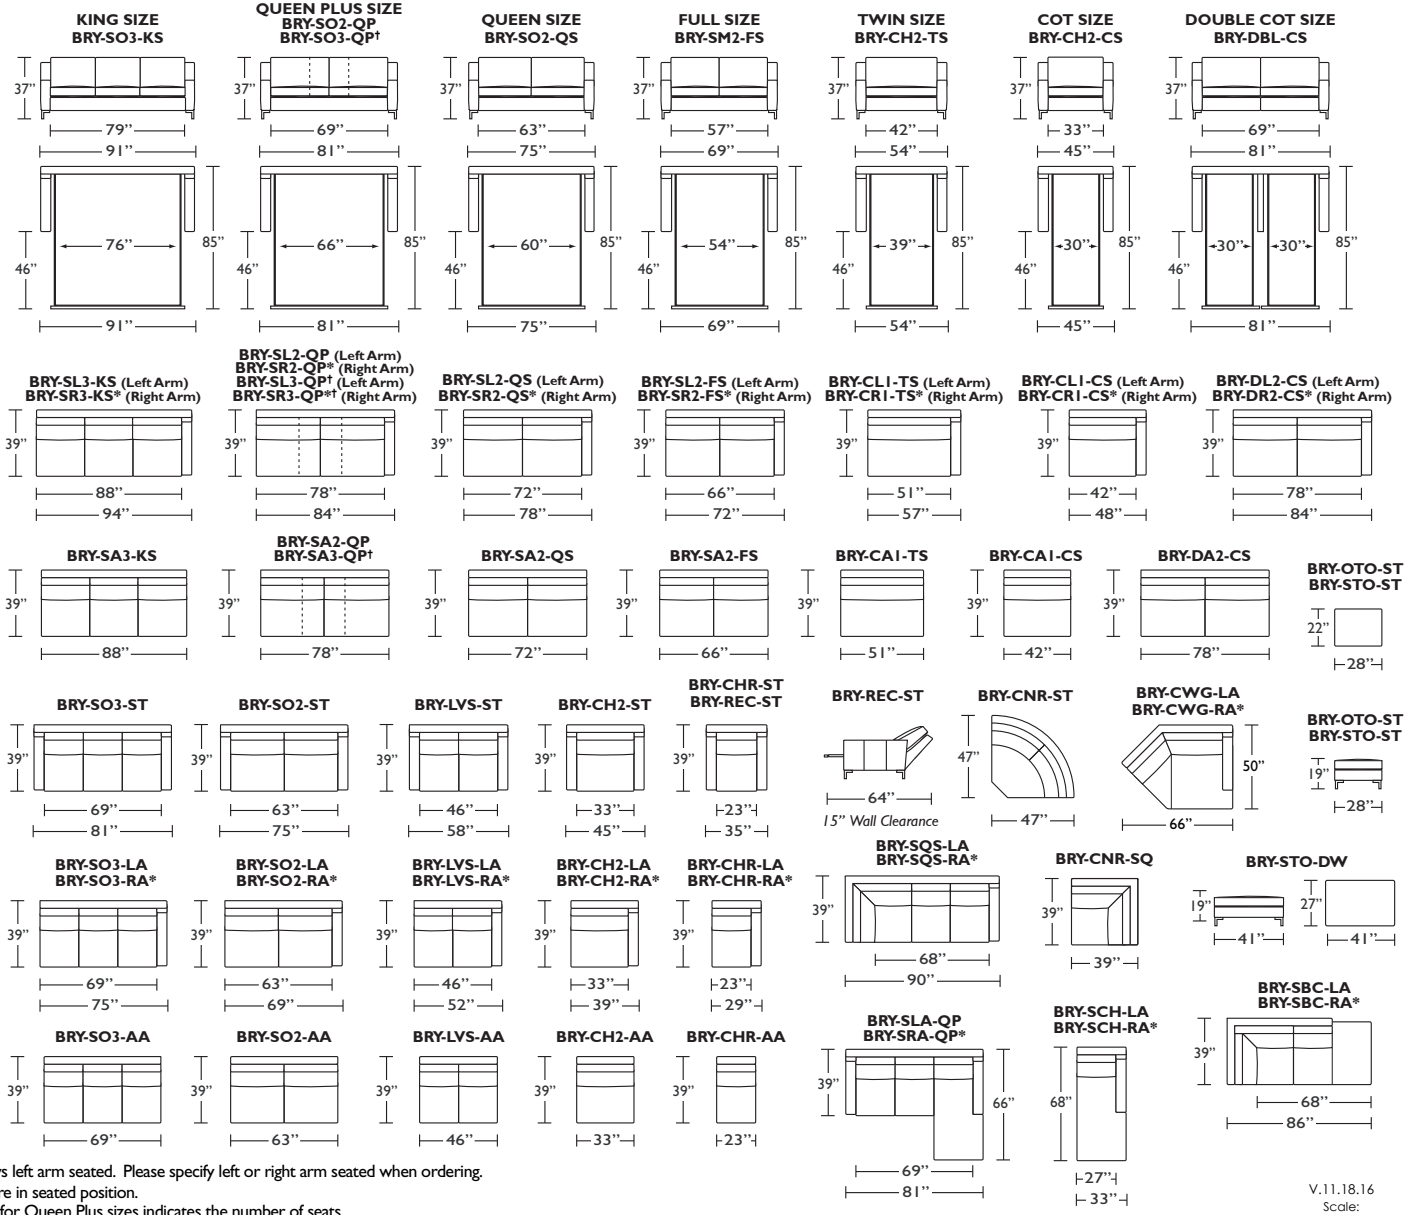 KING SIZE
BRY-SO3-KS
QUEEN PLUS SIZE
BRY-SO2-QP
BRY-SO3-QP†
QUEEN SIZE
BRY-SO2-QS
FULL SIZE
BRY-SM2-FS
TWIN SIZE
BRY-CH2-TS
COT SIZE
BRY-CH2-CS
DOUBLE COT SIZE
BRY-DBL-CS
37” 37” 37” 37” 37” 37” 37”
79” 69” 63” 57” 42” 33” 69”
91” 81” 75” 69” 54” 45” 81”
76” 85” 66” 85” 60” 85” 54” 85” 39” 85” 30” 85” 30” 30” 85”
46” 46” 46” 46” 46” 46” 46”
91” 81” 75” 69” 54” 45” 81”
BRY-SL3-KS (Left Arm)
BRY-SR3-KS* (Right Arm)
BRY-SL2-QP (Left Arm)
BRY-SR2-QP* (Right Arm)
BRY-SL3-QP† (Left Arm)
BRY-SR3-QP*† (Right Arm)
BRY-SL2-QS (Left Arm)
BRY-SR2-QS* (Right Arm)
BRY-SL2-FS (Left Arm)
BRY-SR2-FS* (Right Arm)
BRY-CL1-TS (Left Arm)
BRY-CR1-TS* (Right Arm)
BRY-CL1-CS (Left Arm)
BRY-CR1-CS* (Right Arm)
BRY-DL2-CS (Left Arm)
BRY-DR2-CS* (Right Arm)
39” 39” 39” 39” 39” 39” 39”
88” 78” 72” 66” 51” 42” 78”
94” 84” 78” 72” 57” 48” 84”
BRY-SA3-KS
BRY-SA2-QP
BRY-SA3-QP†
BRY-SA2-QS
BRY-SA2-FS
BRY-CA1-TS
BRY-CA1-CS
BRY-DA2-CS
BRY-OTO-ST
BRY-STO-ST
39” 39” 39” 39” 39” 39” 39” 22”
88” 78” 72” 66” 51” 42” 78” 28”
BRY-SO3-ST
BRY-SO2-ST
BRY-LVS-ST
BRY-CH2-ST
BRY-CHR-ST
BRY-REC-ST
BRY-REC-ST
BRY-CNR-ST
BRY-CWG-LA
BRY-CWG-RA*
BRY-OTO-ST
BRY-STO-ST
39” 39” 39” 39” 39” 47” 50” 19”
69” 63” 46” 33” 23” 64” 28”
81” 75” 58” 45” 35” 15” Wall Clearance 47” 66”
BRY-SO3-LA
BRY-SO3-RA*
BRY-SO2-LA
BRY-SO2-RA*
BRY-LVS-LA
BRY-LVS-RA*
BRY-CH2-LA
BRY-CH2-RA*
BRY-CHR-LA
BRY-CHR-RA*
BRY-SQS-LA
BRY-SQS-RA*
BRY-CNR-SQ
BRY-STO-DW
39” 39” 39” 39” 39” 39” 39” 19” 27”
69” 63” 46” 33” 23” 68” 39” 41” 41”
75” 69” 52” 39” 29” 90”
BRY-SO3-AA
BRY-SO2-AA
BRY-LVS-AA
BRY-CH2-AA
BRY-CHR-AA
BRY-SLA-QP
BRY-SRA-QP*
BRY-SCH-LA
BRY-SCH-RA*
BRY-SBC-LA
BRY-SBC-RA*
39” 39” 39” 39” 39” 39” 66” 68” 39”
69” 63” 46” 33” 23” 69” 27” 68”
81” 33” 86”
left arm seated. Please specify left or right arm seated when ordering.
in seated position.
for Queen Plus sizes indicates the number of seats
V.11.18.16
Scale: